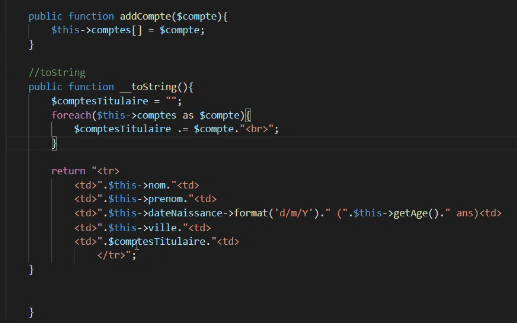 public function addCompte($compte){
$this->comptes[] = $compte;
}
//toString
public function __toString(){
$comptesTitulaire = "";
foreach($this->comptes as $compte){
$comptesTitulaire .= $compte."<br>";
}
return "<tr>
<td>".$this->nom."<td>
<td>".$this->prenom."<td>
<td>".$this->dateNaissance->format('d/m/Y')." (".$this->getAge()." ans)<td>
<td>".$this->ville."<td>
<td>".$comptesTitulaire."<td>
</tr>";
}
}